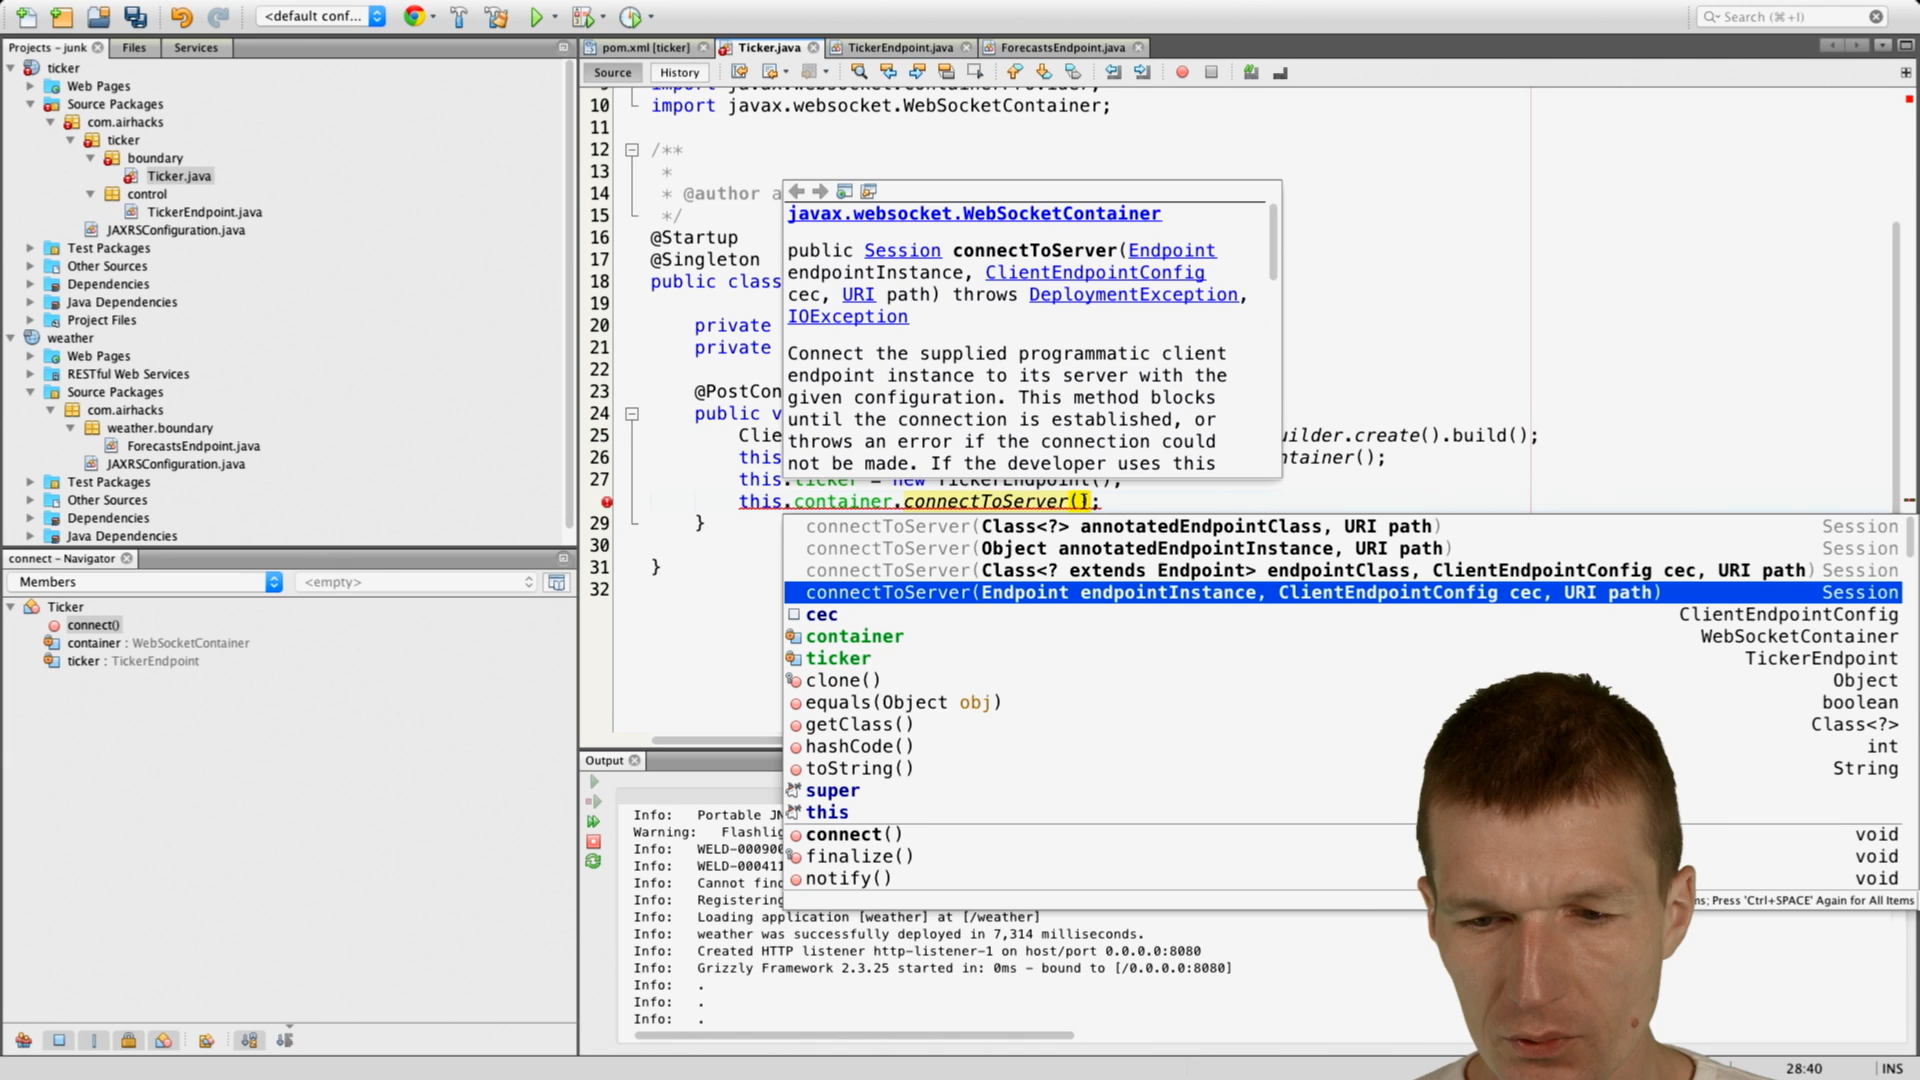 <default conf...
Search (⌘+I)
Projects – junk
Files
Services
ticker
Web Pages
Source Packages
com.airhacks
ticker
boundary
Ticker.java
control
TickerEndpoint.java
JAXRSConfiguration.java
Test Packages
Other Sources
Dependencies
Java Dependencies
Project Files
weather
Web Pages
RESTful Web Services
Source Packages
com.airhacks
weather.boundary
ForecastsEndpoint.java
JAXRSConfiguration.java
Test Packages
Other Sources
Dependencies
Java Dependencies
connect – Navigator
Members
<empty>
Ticker
connect()
container : WebSocketContainer
ticker : TickerEndpoint
pom.xml [ticker]
Ticker.java
TickerEndpoint.java
ForecastsEndpoint.java
Source
History
10 import javax.websocket.WebSocketContainer;
11
12 /**
13 *
14 * @author a
15 */
16 @Startup
17 @Singleton
18 public class
19
20 private
21 private
22
23 @PostCon
24 public v
25 Clie uilder.create().build();
26 this tainer();
27 this.ticker = new TickerEndpoint();
this.container.connectToServer();
29 }
30
31 }
32
javax.websocket.WebSocketContainer
public Session connectToServer(Endpoint
endpointInstance, ClientEndpointConfig
cec, URI path) throws DeploymentException,
IOException
Connect the supplied programmatic client
endpoint instance to its server with the
given configuration. This method blocks
until the connection is established, or
throws an error if the connection could
not be made. If the developer uses this
connectToServer(Class<?> annotatedEndpointClass, URI path) Session
connectToServer(Object annotatedEndpointInstance, URI path) Session
connectToServer(Class<? extends Endpoint> endpointClass, ClientEndpointConfig cec, URI path) Session
connectToServer(Endpoint endpointInstance, ClientEndpointConfig cec, URI path) Session
cec ClientEndpointConfig
container WebSocketContainer
ticker TickerEndpoint
clone() Object
equals(Object obj) boolean
getClass() Class<?>
hashCode() int
toString() String
super
this
connect() void
finalize() void
notify() void
ns; Press 'Ctrl+SPACE' Again for All Items
Output
Info: Portable JN
Warning: Flashlig
Info: WELD-000900
Info: WELD-000411
Info: Cannot find
Info: Registering
Info: Loading application [weather] at [/weather]
Info: weather was successfully deployed in 7,314 milliseconds.
Info: Created HTTP listener http-listener-1 on host/port 0.0.0.0:8080
Info: Grizzly Framework 2.3.25 started in: 0ms – bound to [/0.0.0.0:8080]
Info: .
Info: .
Info: .
28:40
INS